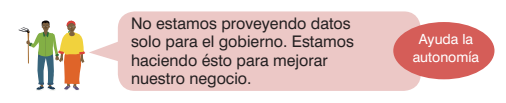 No estamos proveyendo datos
solo para el gobierno. Estamos
haciendo ésto para mejorar
nuestro negocio.
Ayuda la
autonomía